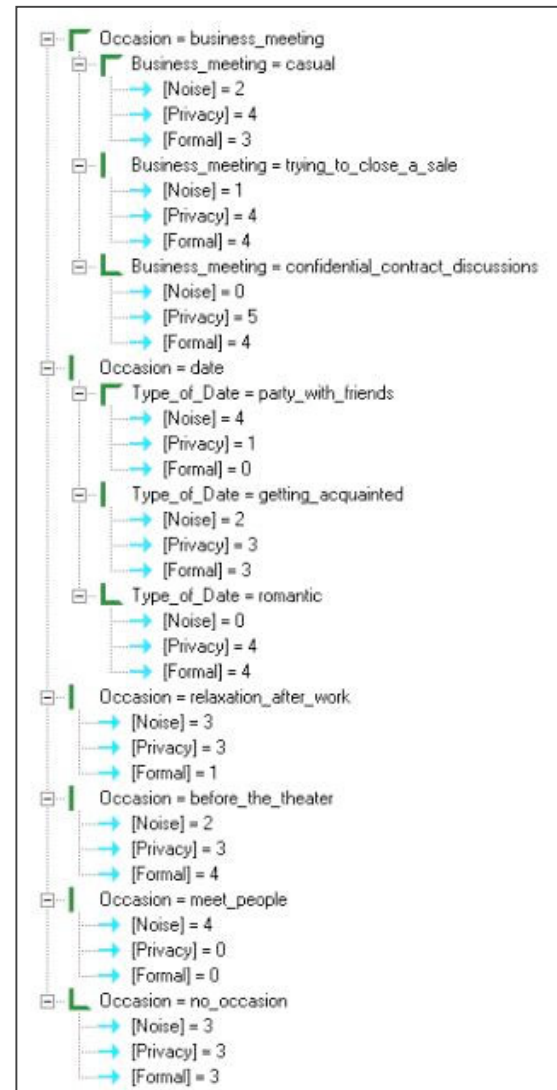 Occasion = business_meeting
Business_meeting = casual
[Noise] = 2
[Privacy] = 4
[Formal] = 3
Business_meeting = trying_to_close_a_sale
[Noise] = 1
[Privacy] = 4
[Formal] = 4
Business_meeting = confidential_contract_discussions
[Noise] = 0
[Privacy] = 5
[Formal] = 4
Occasion = date
Type_of_Date = party_with_friends
[Noise] = 4
[Privacy] = 1
[Formal] = 0
Type_of_Date = getting_acquainted
[Noise] = 2
[Privacy] = 3
[Formal] = 3
Type_of_Date = romantic
[Noise] = 0
[Privacy] = 4
[Formal] = 4
Occasion = relaxation_after_work
[Noise] = 3
[Privacy] = 3
[Formal] = 1
Occasion = before_the_theater
[Noise] = 2
[Privacy] = 3
[Formal] = 4
Occasion = meet_people
[Noise] = 4
[Privacy] = 0
[Formal] = 0
Occasion = no_occasion
[Noise] = 3
[Privacy] = 3
[Formal] = 3